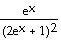 e^x
(2e^x + 1)^2